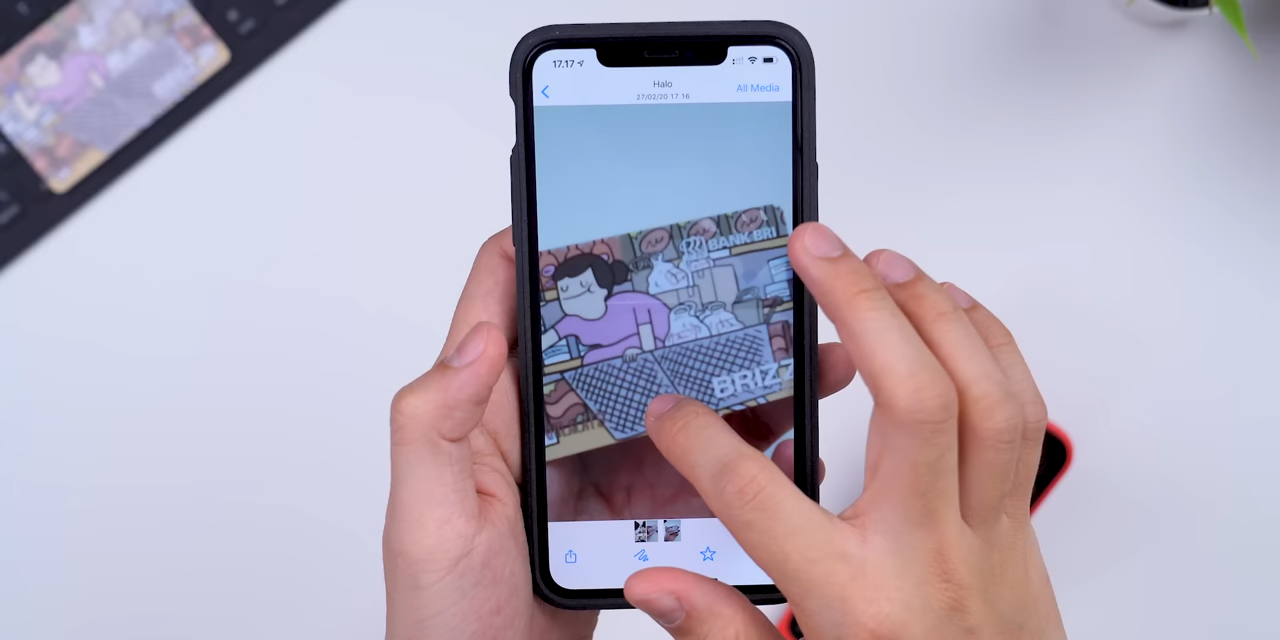 17.17
Halo
27/02/20 17.16
All Media
BANK BRI
BRIZZ